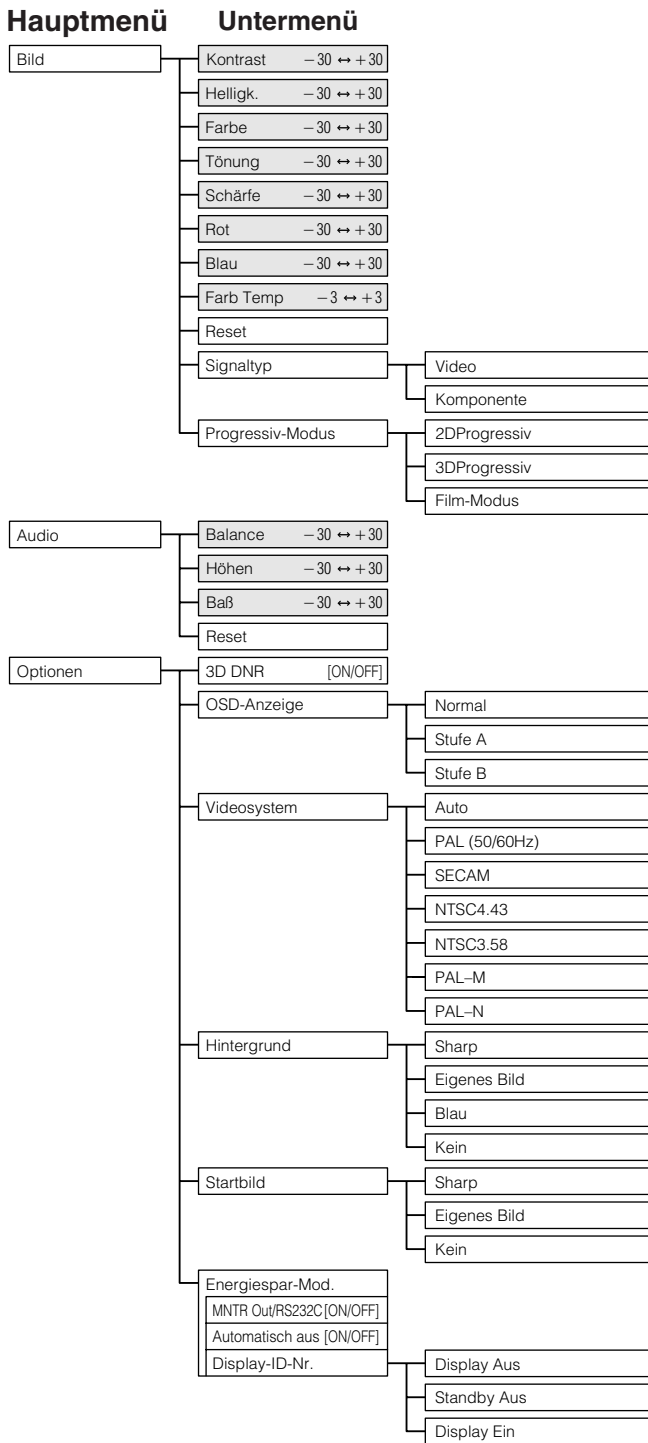 Hauptmenü Untermenü
Bild Kontrast −30 ↔ +30
Helligk. −30 ↔ +30
Farbe −30 ↔ +30
Tönung −30 ↔ +30
Schärfe −30 ↔ +30
Rot −30 ↔ +30
Blau −30 ↔ +30
Farb Temp −3 ↔ +3
Reset
Signaltyp Video
Komponente
Progressiv-Modus 2DProgressiv
3DProgressiv
Film-Modus
Audio Balance −30 ↔ +30
Höhen −30 ↔ +30
Baß −30 ↔ +30
Reset
Optionen 3D DNR [ON/OFF]
OSD-Anzeige Normal
Stufe A
Stufe B
Videosystem Auto
PAL (50/60Hz)
SECAM
NTSC4.43
NTSC3.58
PAL–M
PAL–N
Hintergrund Sharp
Eigenes Bild
Blau
Kein
Startbild Sharp
Eigenes Bild
Kein
Energiespar-Mod.
MNTR Out/RS232C[ON/OFF]
Automatisch aus [ON/OFF]
Display-ID-Nr. Display Aus
Standby Aus
Display Ein